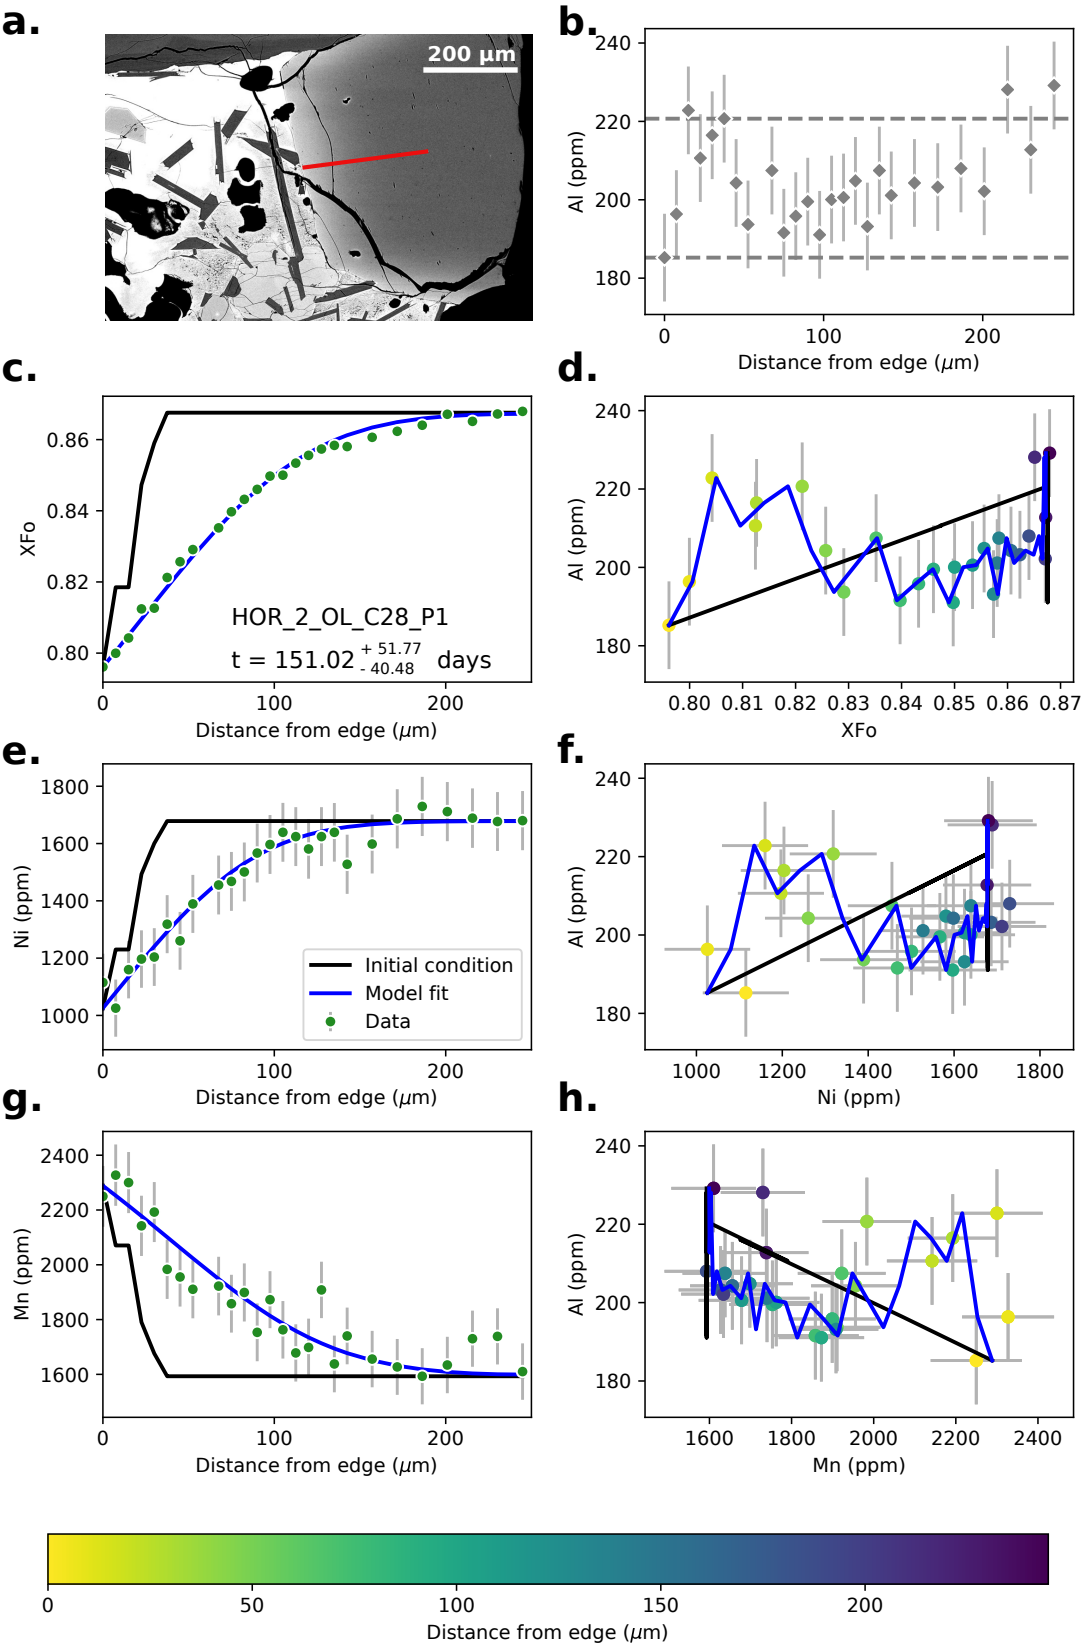 a.
200 μm
b.
240
220
200
180
Al (ppm)
0
100
200
Distance from edge (μm)
c.
0.86
0.84
0.82
0.80
XFo
HOR_2_OL_C28_P1
t = 151.02 + 51.77 - 40.48 days
0
100
200
Distance from edge (μm)
d.
240
220
200
180
Al (ppm)
0.80
0.81
0.82
0.83
0.84
0.85
0.86
0.87
XFo
e.
1800
1600
1400
1200
1000
Ni (ppm)
Initial condition
Model fit
Data
0
100
200
Distance from edge (μm)
f.
240
220
200
180
Al (ppm)
1000
1200
1400
1600
1800
Ni (ppm)
g.
2400
2200
2000
1800
1600
Mn (ppm)
0
100
200
Distance from edge (μm)
h.
240
220
200
180
Al (ppm)
1600
1800
2000
2200
2400
Mn (ppm)
0
50
100
150
200
Distance from edge (μm)